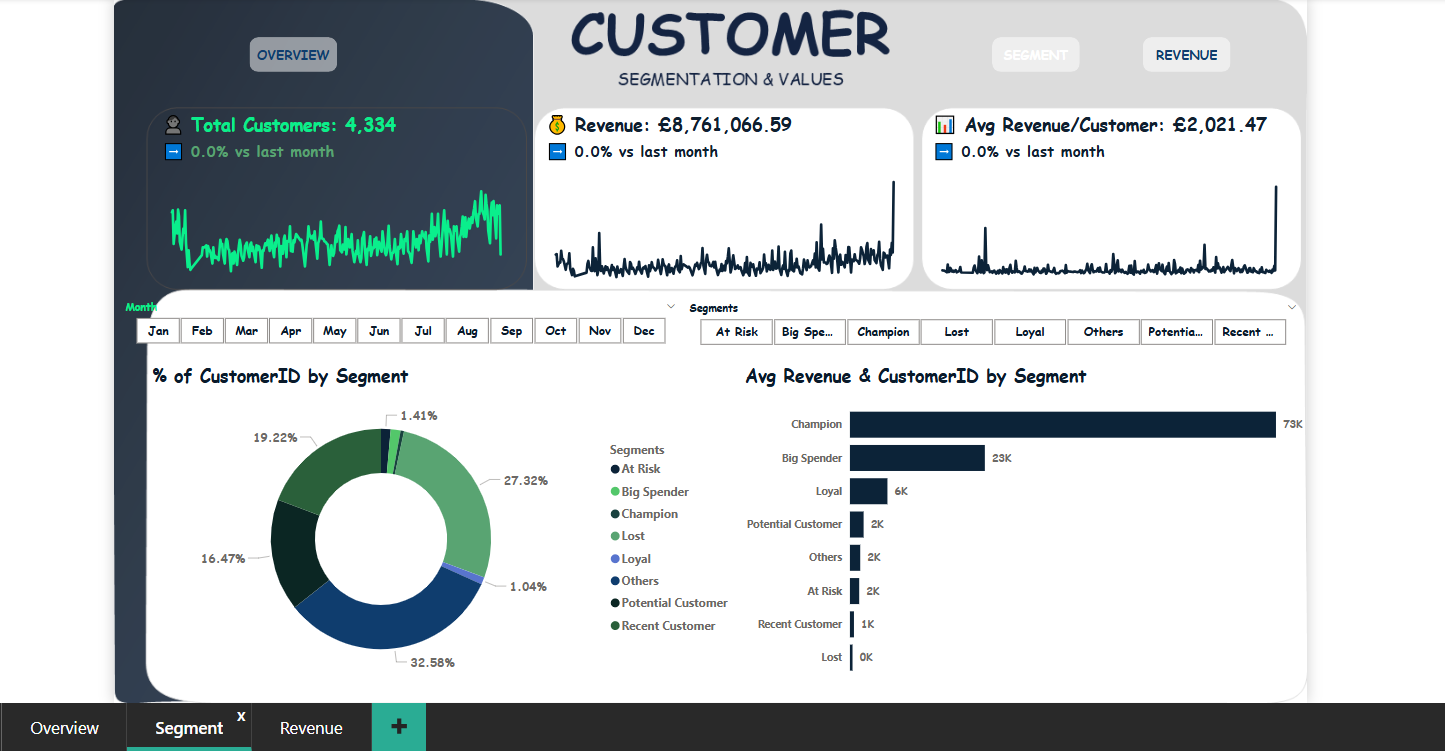 CUSTOMER
SEGMENTATION & VALUES
OVERVIEW
SEGMENT
REVENUE
Total Customers: 4,334
0.0% vs last month
Revenue: £8,761,066.59
0.0% vs last month
Avg Revenue/Customer: £2,021.47
0.0% vs last month
Month
Jan Feb Mar Apr May Jun Jul Aug Sep Oct Nov Dec
Segments
At Risk Big Spe... Champion Lost Loyal Others Potentia... Recent ...
% of CustomerID by Segment
1.41%
19.22%
27.32%
16.47%
1.04%
32.58%
Segments
At Risk
Big Spender
Champion
Lost
Loyal
Others
Potential Customer
Recent Customer
Avg Revenue & CustomerID by Segment
Champion 73K
Big Spender 23K
Loyal 6K
Potential Customer 2K
Others 2K
At Risk 2K
Recent Customer 1K
Lost 0K
Overview Segment x Revenue +